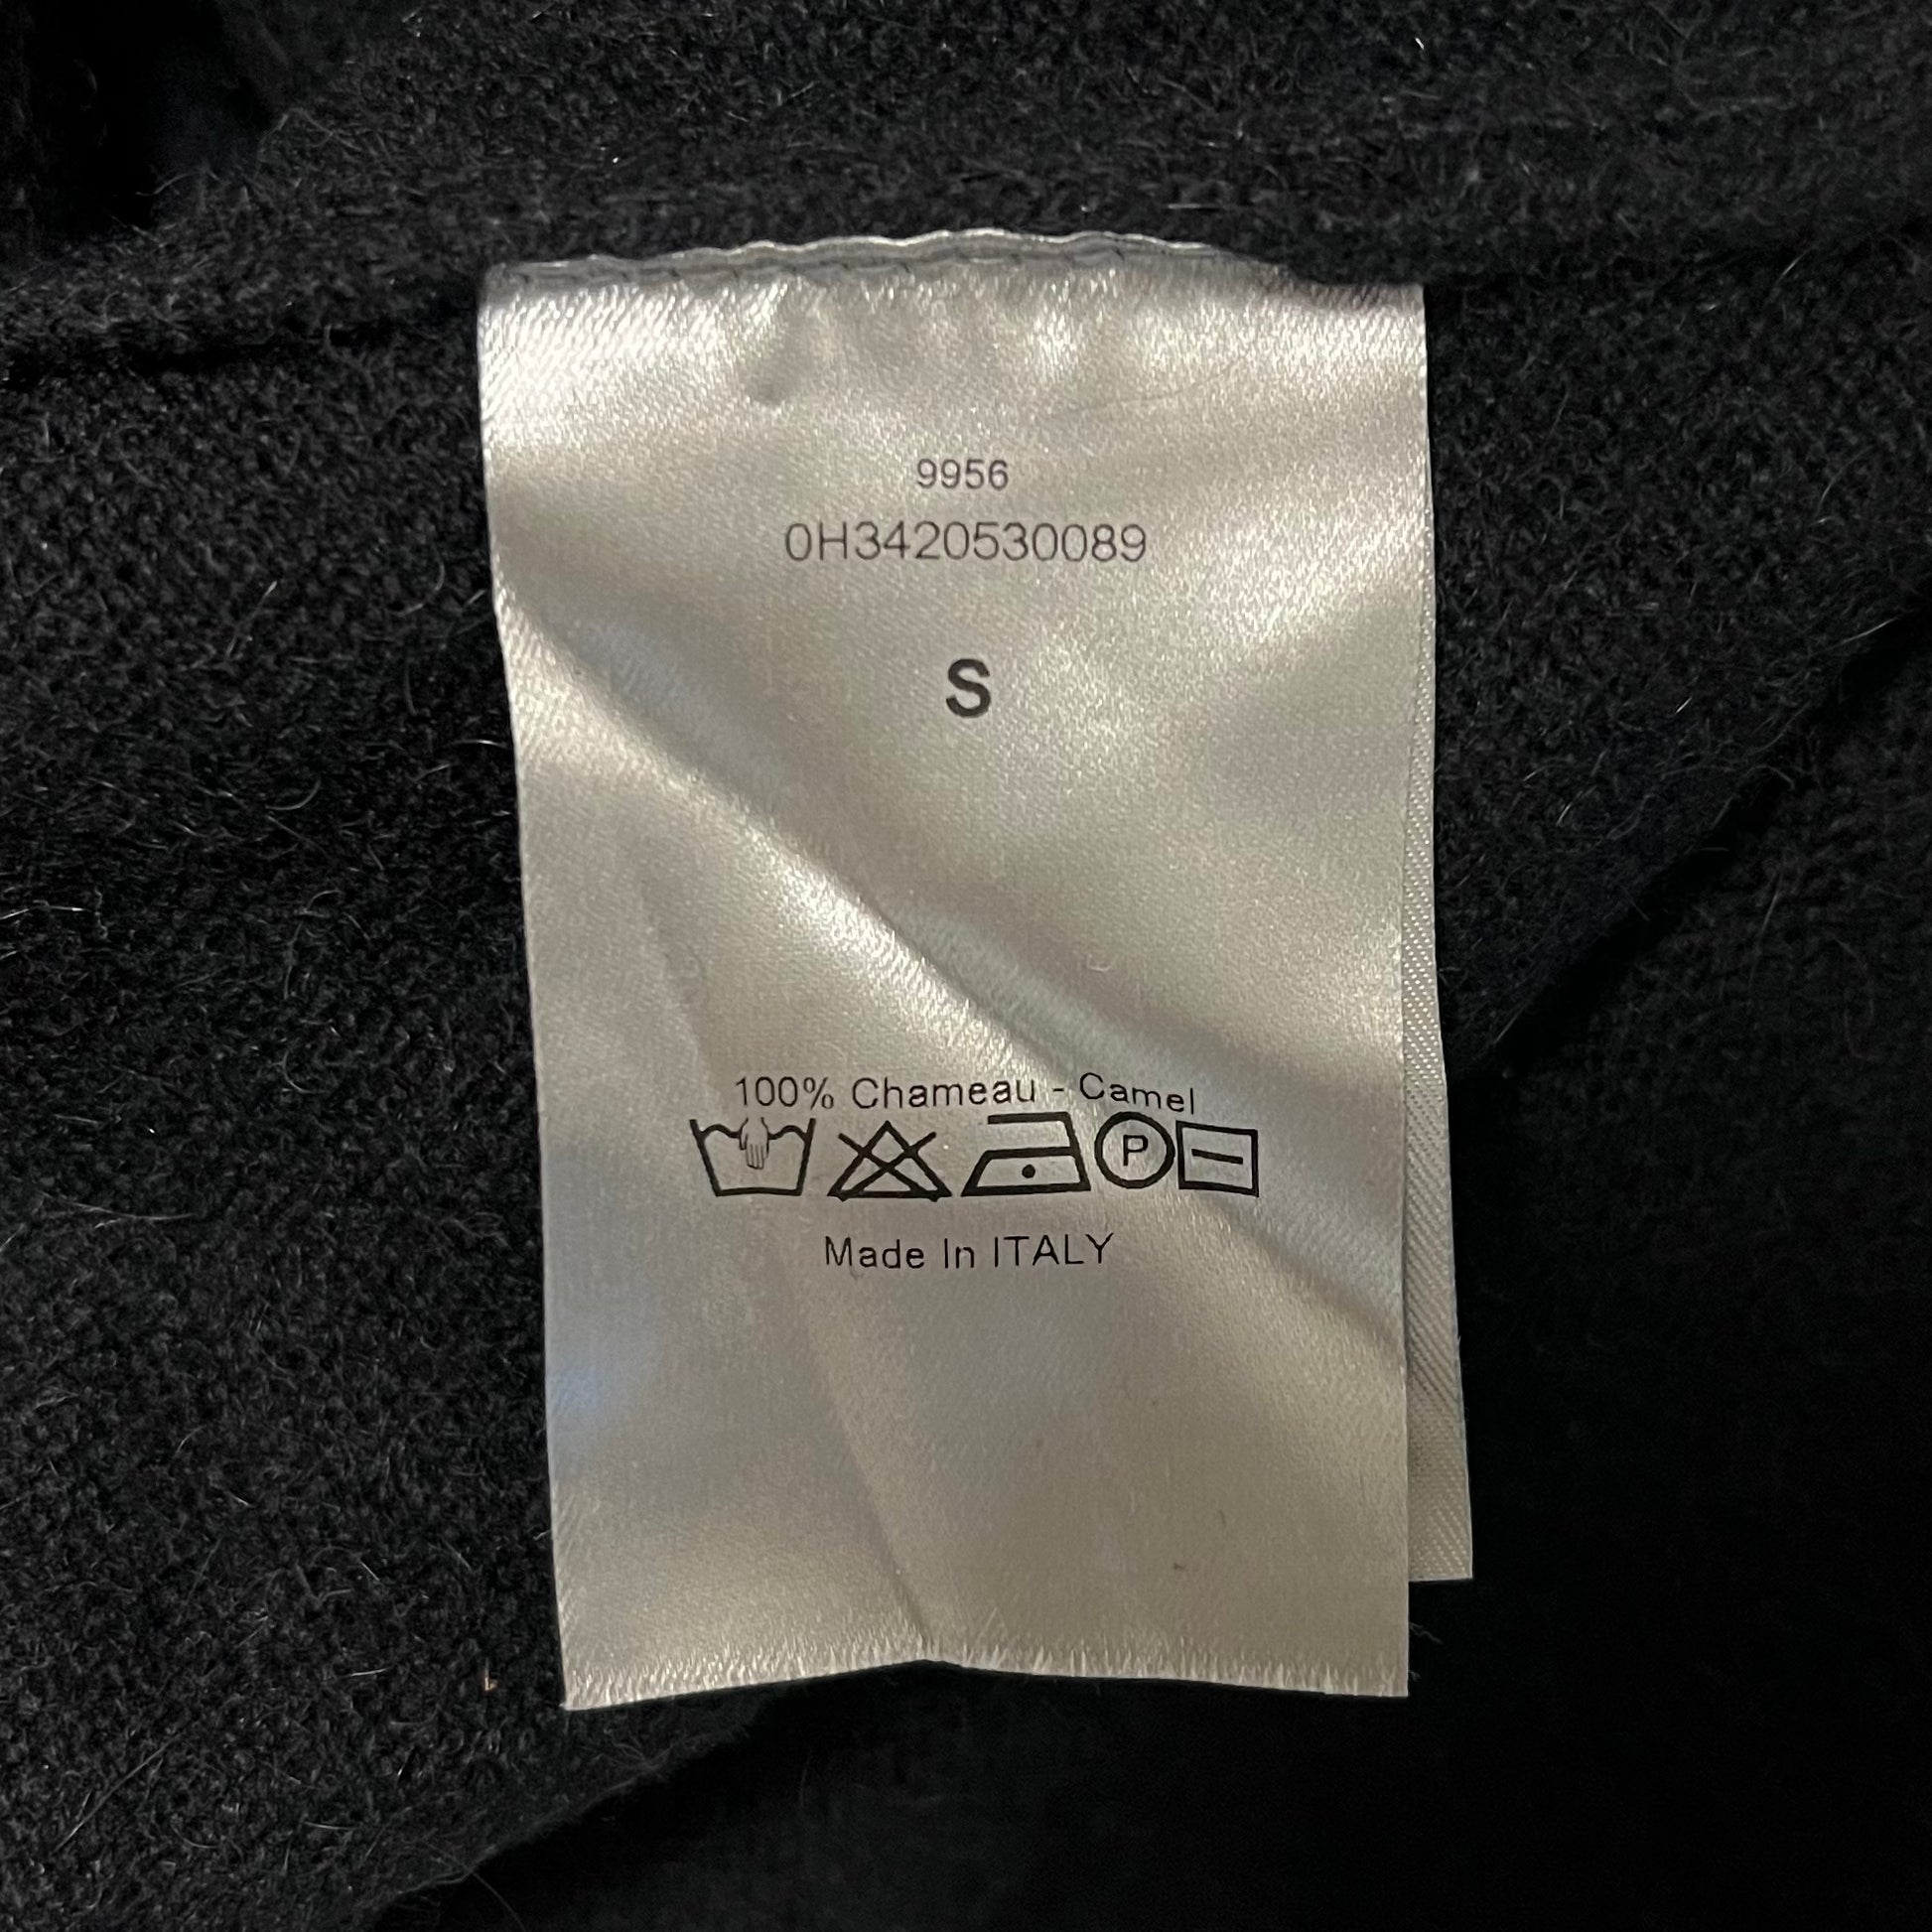 9956
0H3420530089
S
100% Chameau - Camel
P
Made In ITALY